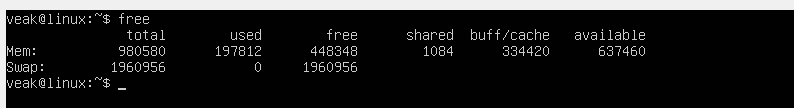 veak@linux:~$ free
total used free shared buff/cache available
Mem: 980580 197812 448348 1084 334420 637460
Swap: 1960956 0 1960956
veak@linux:~$ _